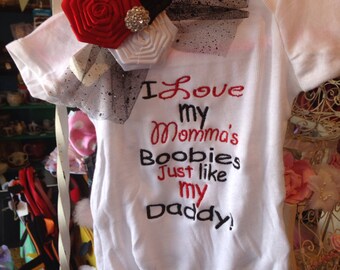 I Love
my
Momma's
Boobies
Just like
my
Daddy!